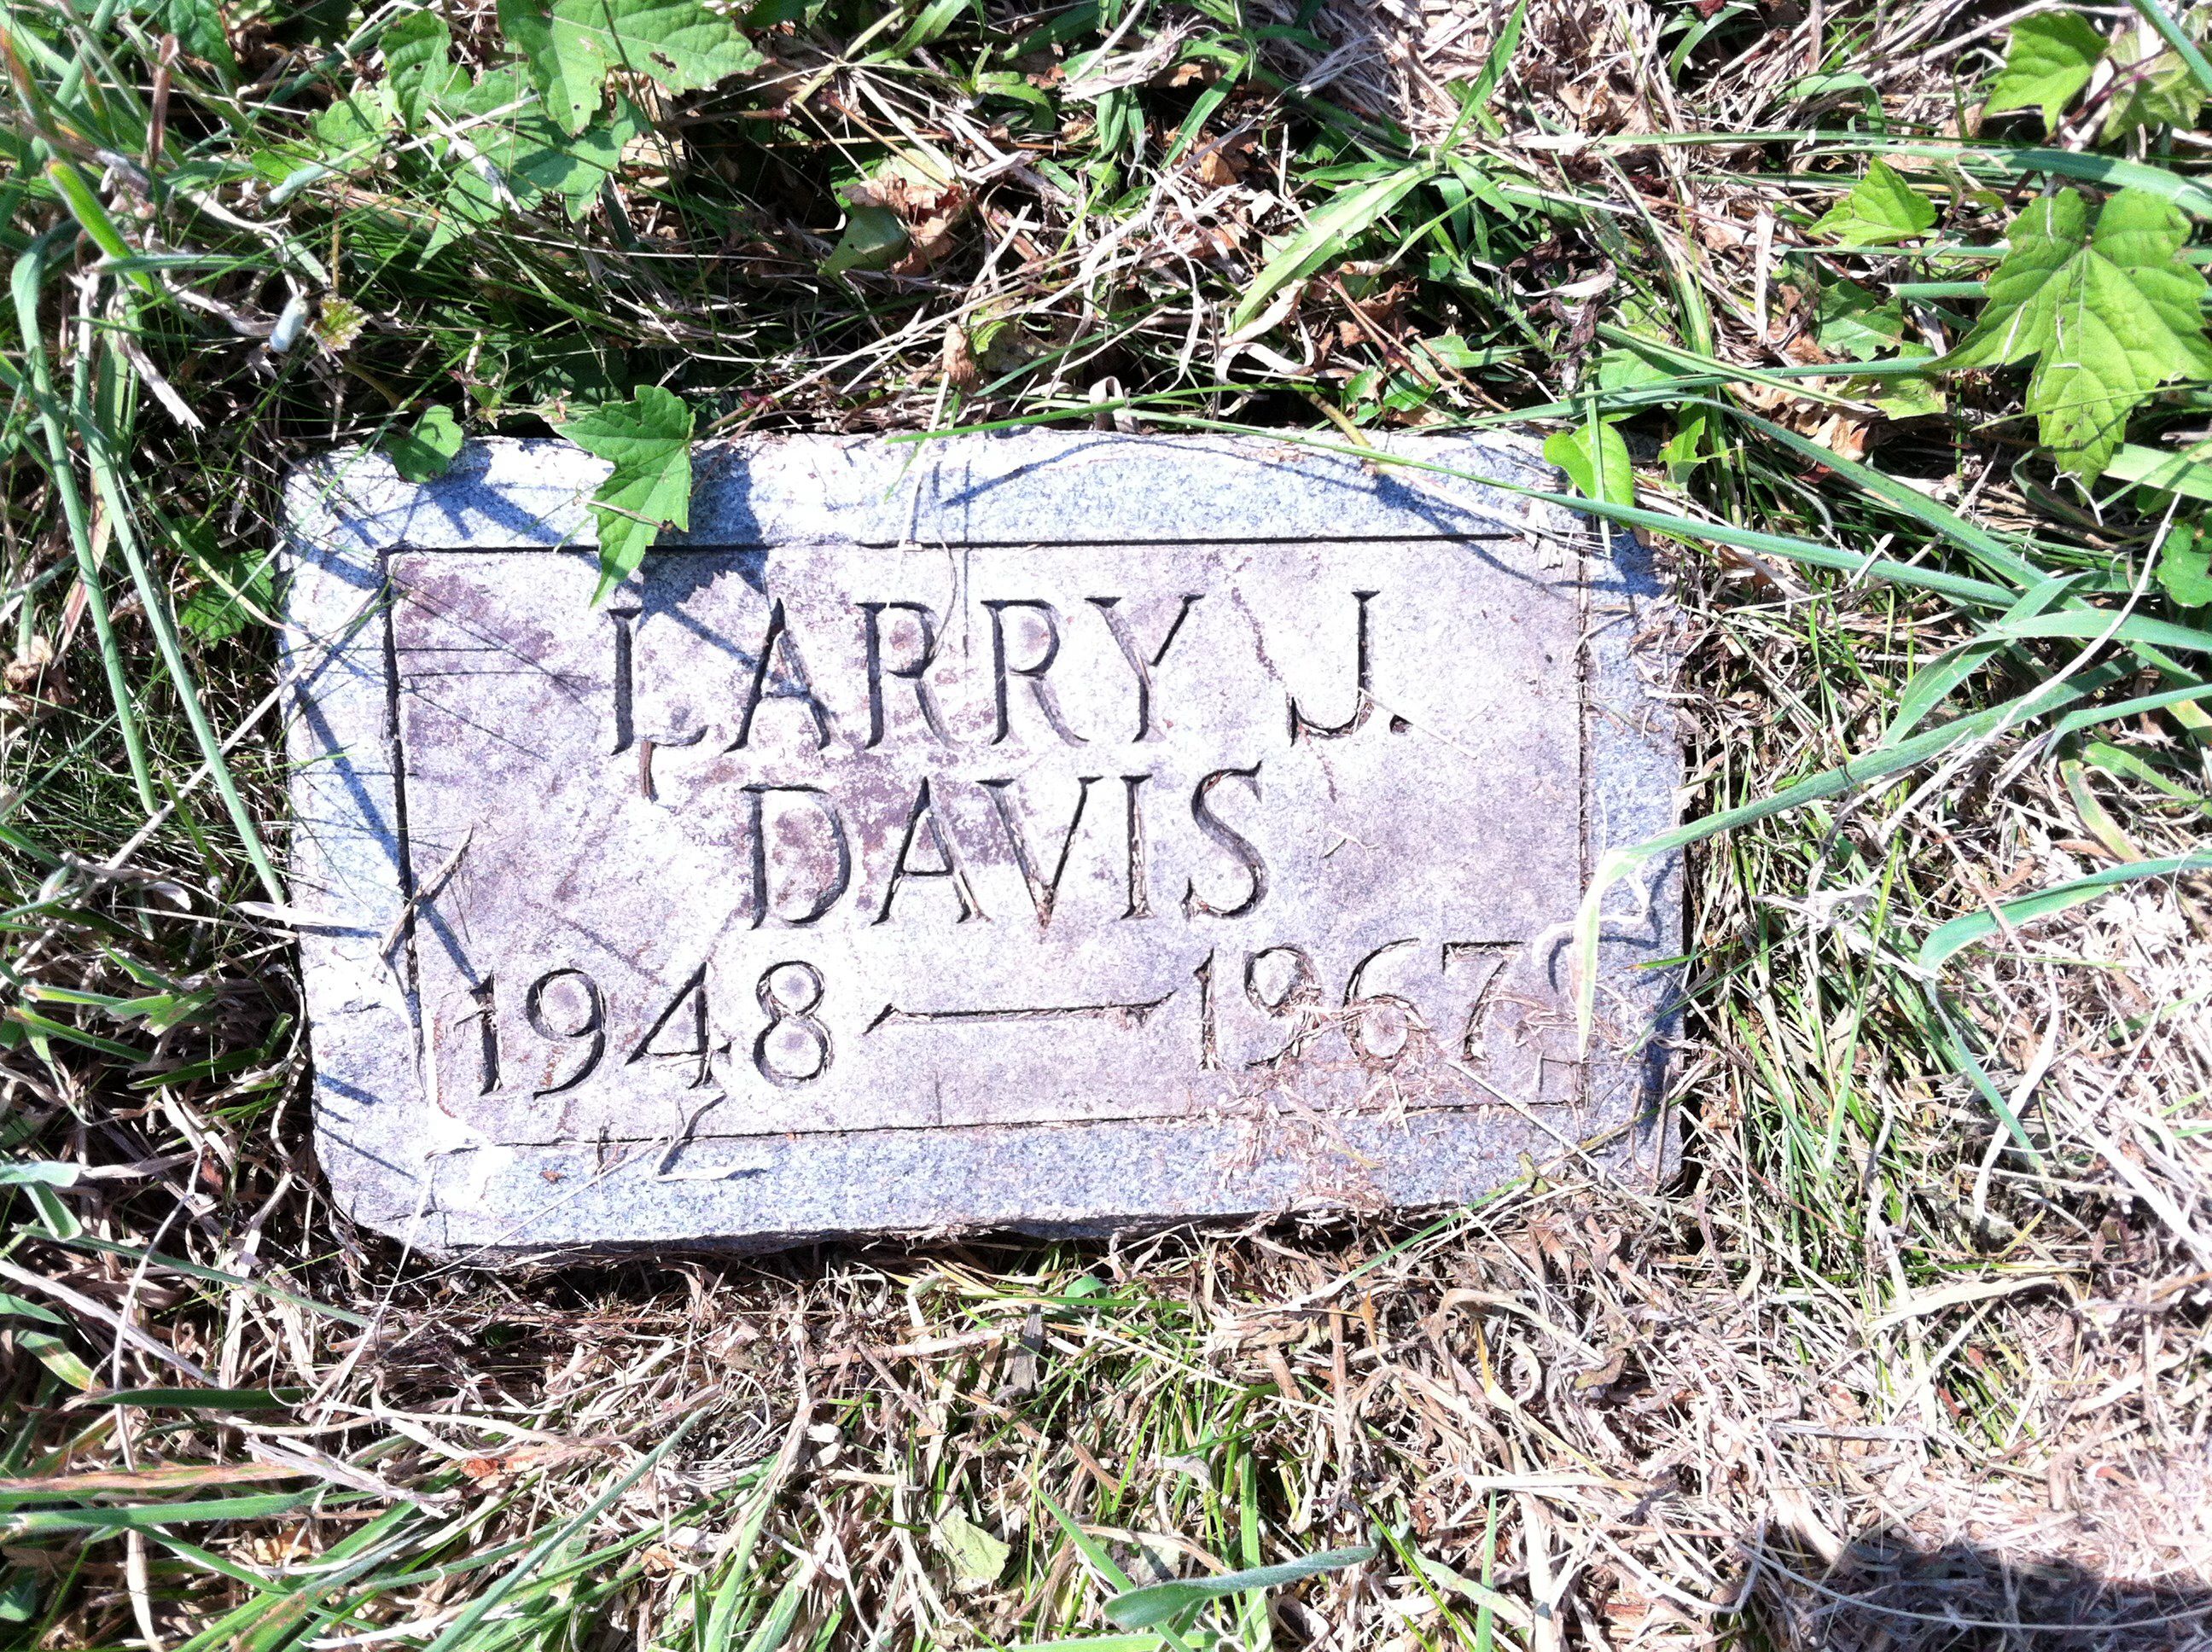 LARRY J.
DAVIS
1948 — 1967